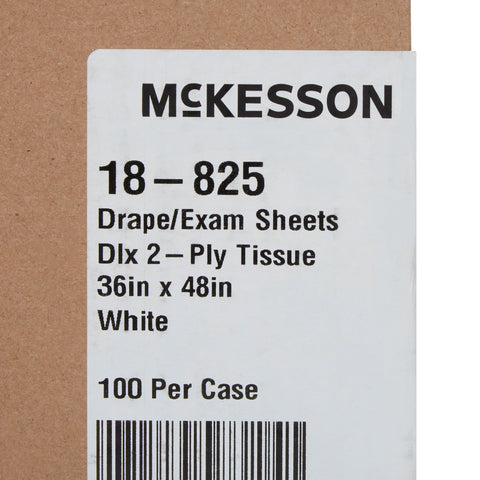 McKESSON
18 – 825
Drape/Exam Sheets
Dlx 2 – Ply Tissue
36in x 48in
White
100 Per Case